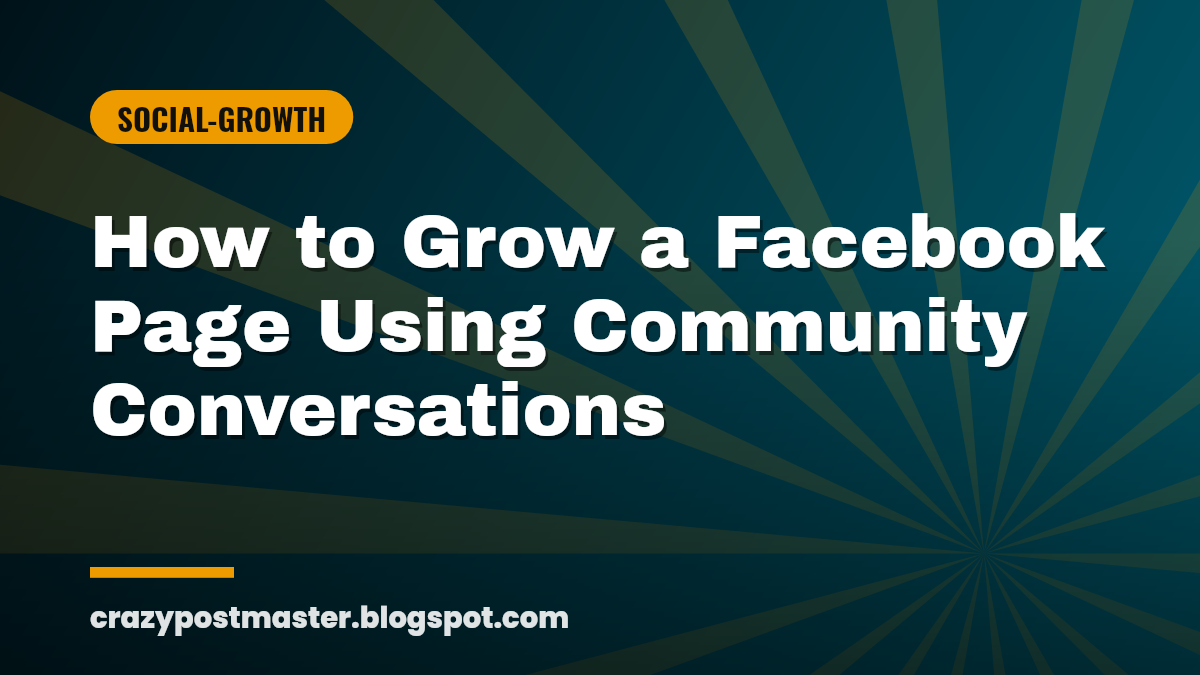 SOCIAL-GROWTH
How to Grow a Facebook
Page Using Community
Conversations
crazypostmaster.blogspot.com